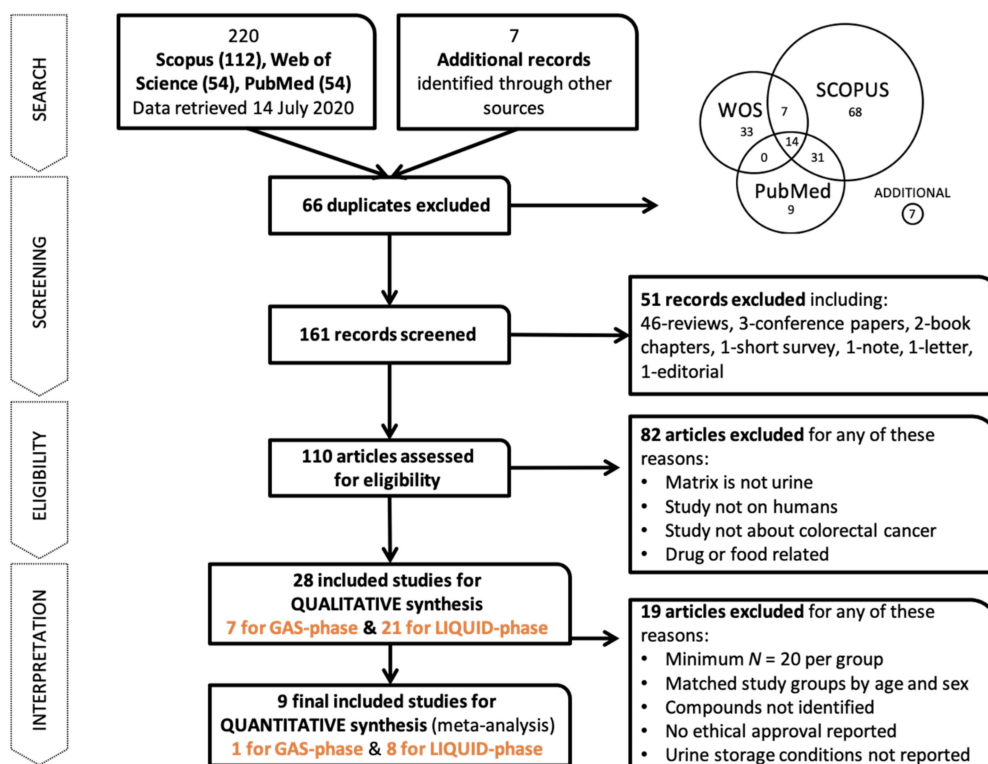 SEARCH
220
Scopus (112), Web of
Science (54), PubMed (54)
Data retrieved 14 July 2020
7
Additional records
identified through other
sources
WOS
33
7
SCOPUS
68
14
0
31
PubMed
9
ADDITIONAL
7
SCREENING
66 duplicates excluded
161 records screened
51 records excluded including:
46-reviews, 3-conference papers, 2-book
chapters, 1-short survey, 1-note, 1-letter,
1-editorial
ELIGIBILITY
110 articles assessed
for eligibility
82 articles excluded for any of these
reasons:
• Matrix is not urine
• Study not on humans
• Study not about colorectal cancer
• Drug or food related
INTERPRETATION
28 included studies for
QUALITATIVE synthesis
7 for GAS-phase & 21 for LIQUID-phase
19 articles excluded for any of these
reasons:
• Minimum N = 20 per group
• Matched study groups by age and sex
• Compounds not identified
• No ethical approval reported
• Urine storage conditions not reported
9 final included studies for
QUANTITATIVE synthesis (meta-analysis)
1 for GAS-phase & 8 for LIQUID-phase